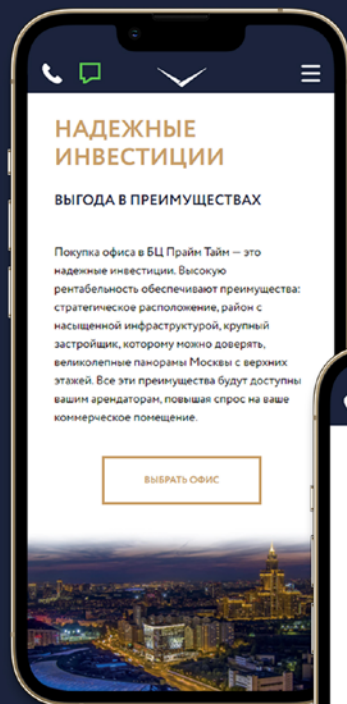 НАДЕЖНЫЕ
ИНВЕСТИЦИИ
ВЫГОДА В ПРЕИМУЩЕСТВАХ
Покупка офиса в БЦ Прайм Тайм — это
надежные инвестиции. Высокую
рентабельность обеспечивают преимущества:
стратегическое расположение, район с
насыщенной инфраструктурой, крупный
застройщик, которому можно доверять,
великолепные панорамы Москвы с верхних
этажей. Все эти преимущества будут доступны
вашим арендаторам, повышая спрос на ваше
коммерческое помещение.
ВЫБРАТЬ ОФИС